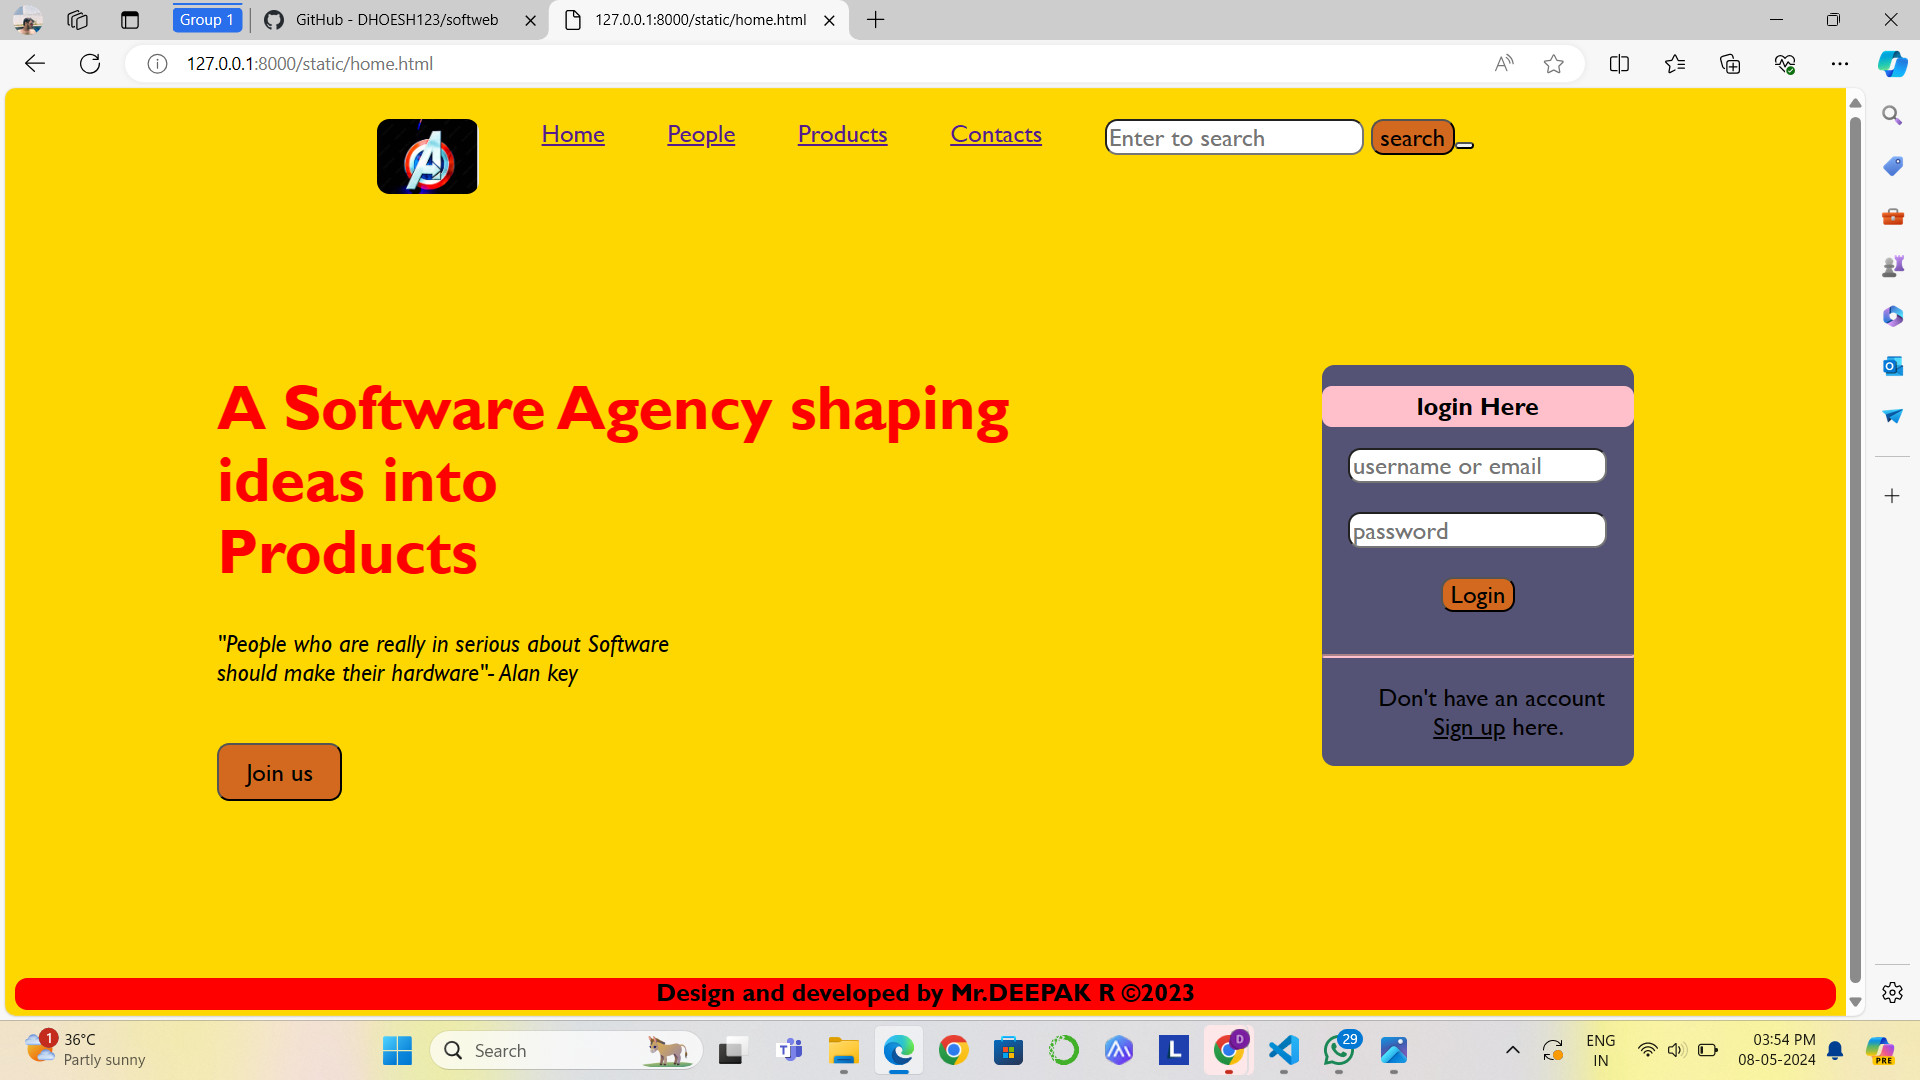 Group 1
GitHub - DHOESH123/softweb
127.0.0.1:8000/static/home.html
127.0.0.1:8000/static/home.html
Home
People
Products
Contacts
Enter to search
search
A Software Agency shaping
ideas into
Products
"People who are really in serious about Software
should make their hardware"- Alan key
Join us
login Here
username or email
password
Login
Don't have an account
Sign up here.
Design and developed by Mr.DEEPAK R ©2023
1
36°C
Partly sunny
Search
L
D
29
ENG
IN
03:54 PM
08-05-2024
PRE